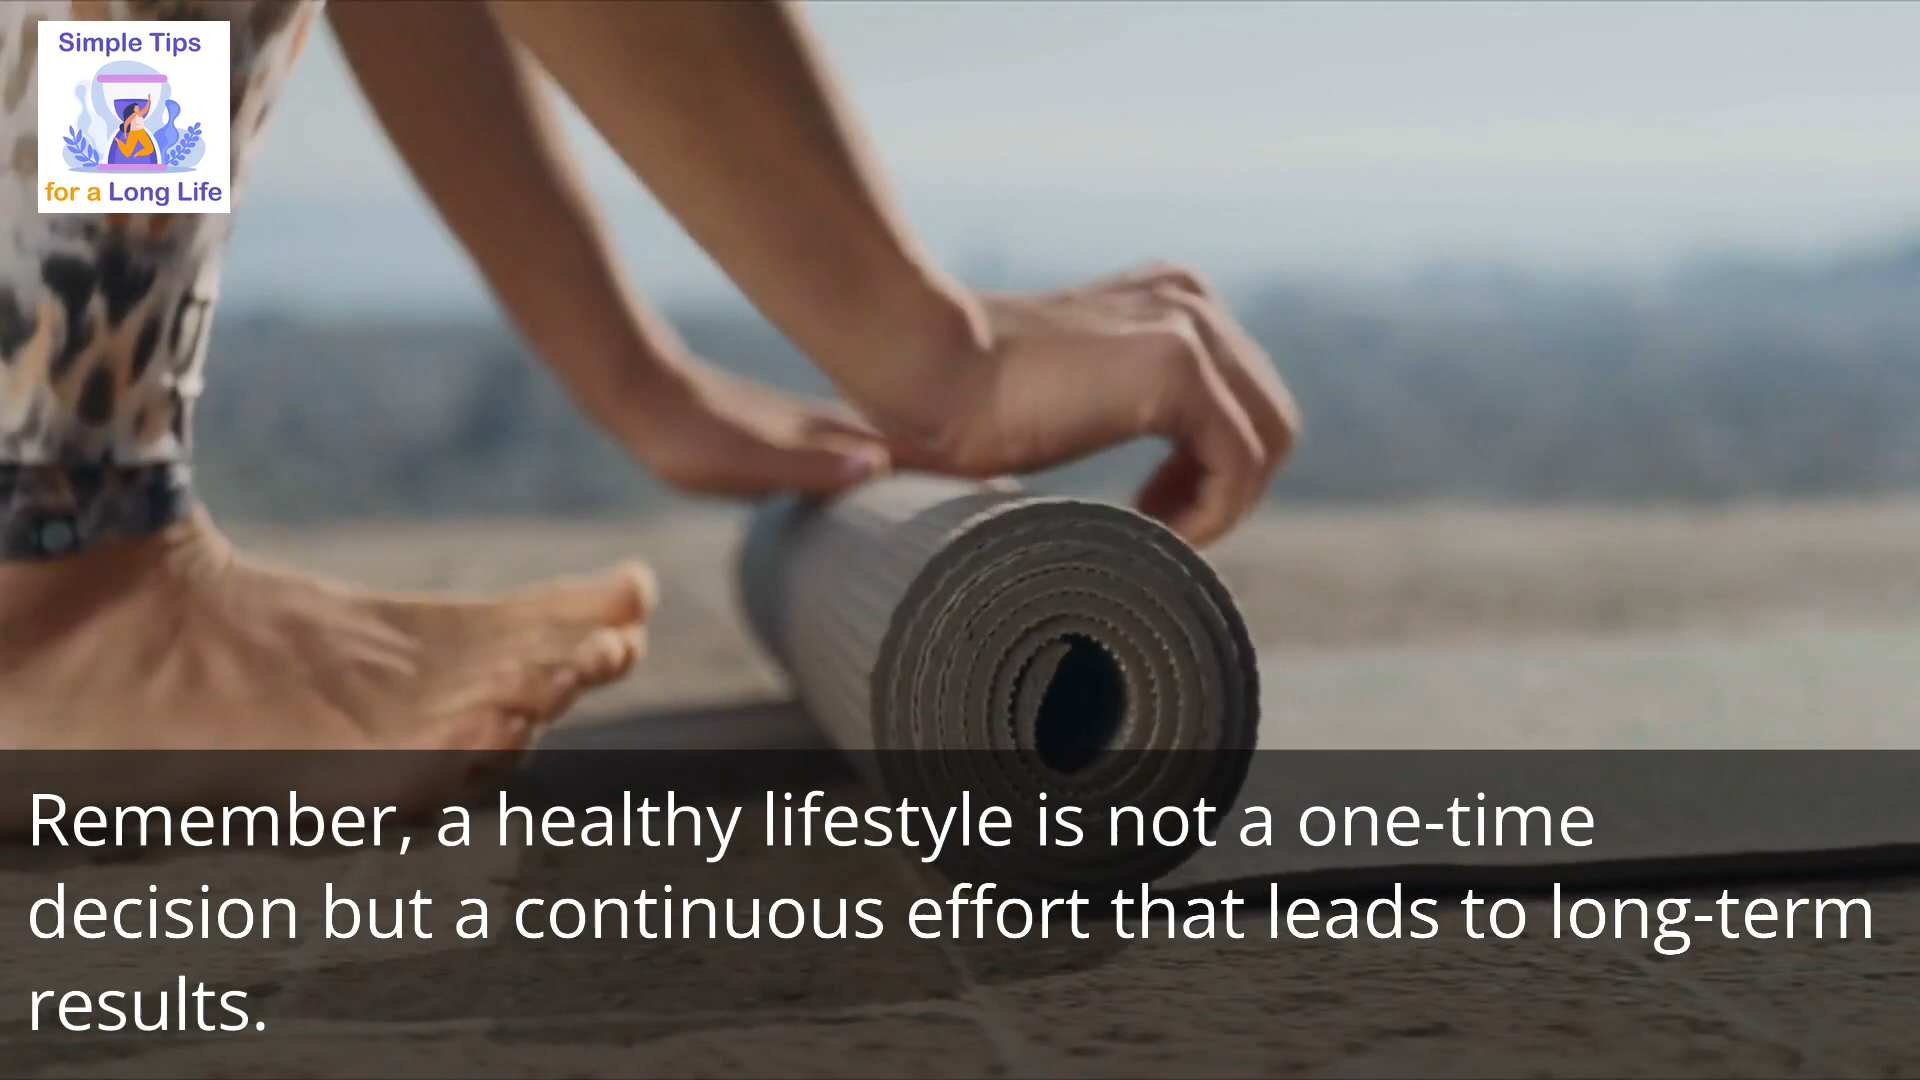 Simple Tips
for a Long Life
Remember, a healthy lifestyle is not a one-time
decision but a continuous effort that leads to long-term
results.